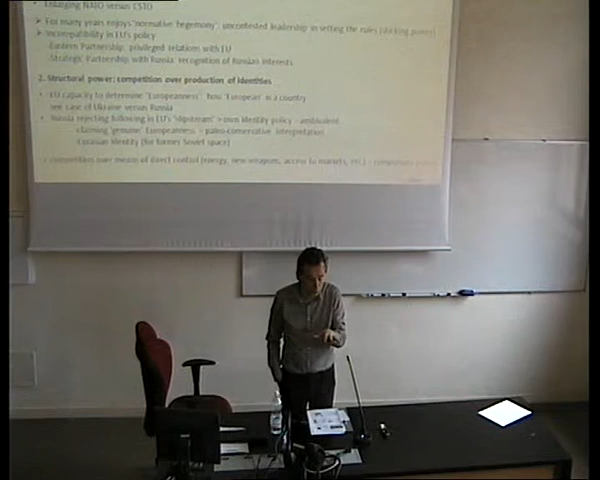 Enlarging NATO versus CSTO
For many years enjoys 'normative hegemony': uncontested leadership in setting the rules (docking power)
Incompatibility in EU's policy
Eastern Partnership: privileged relations with EU
Strategic Partnership with Russia: recognition of Russian interests
2. Structural power: competition over production of identities
EU capacity to determine 'Europeanness': how 'European' is a country
see case of Ukraine versus Russia
Russia rejecting following in EU's 'slipstream' > own identity policy - ambivalent
claiming 'genuine' Europeanness - paleo-conservative interpretation
Eurasian identity (for former Soviet space)
competition over means of direct control (energy, new weapons, access to markets, etc.) -